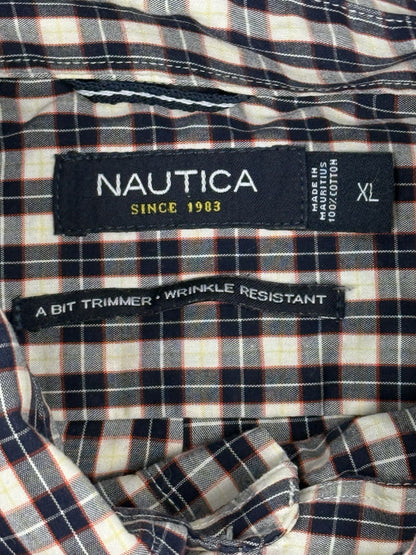 NAUTICA
SINCE 1983
MADE IN
MAURITIUS
100% COTTON
XL
A BIT TRIMMER · WRINKLE RESISTANT